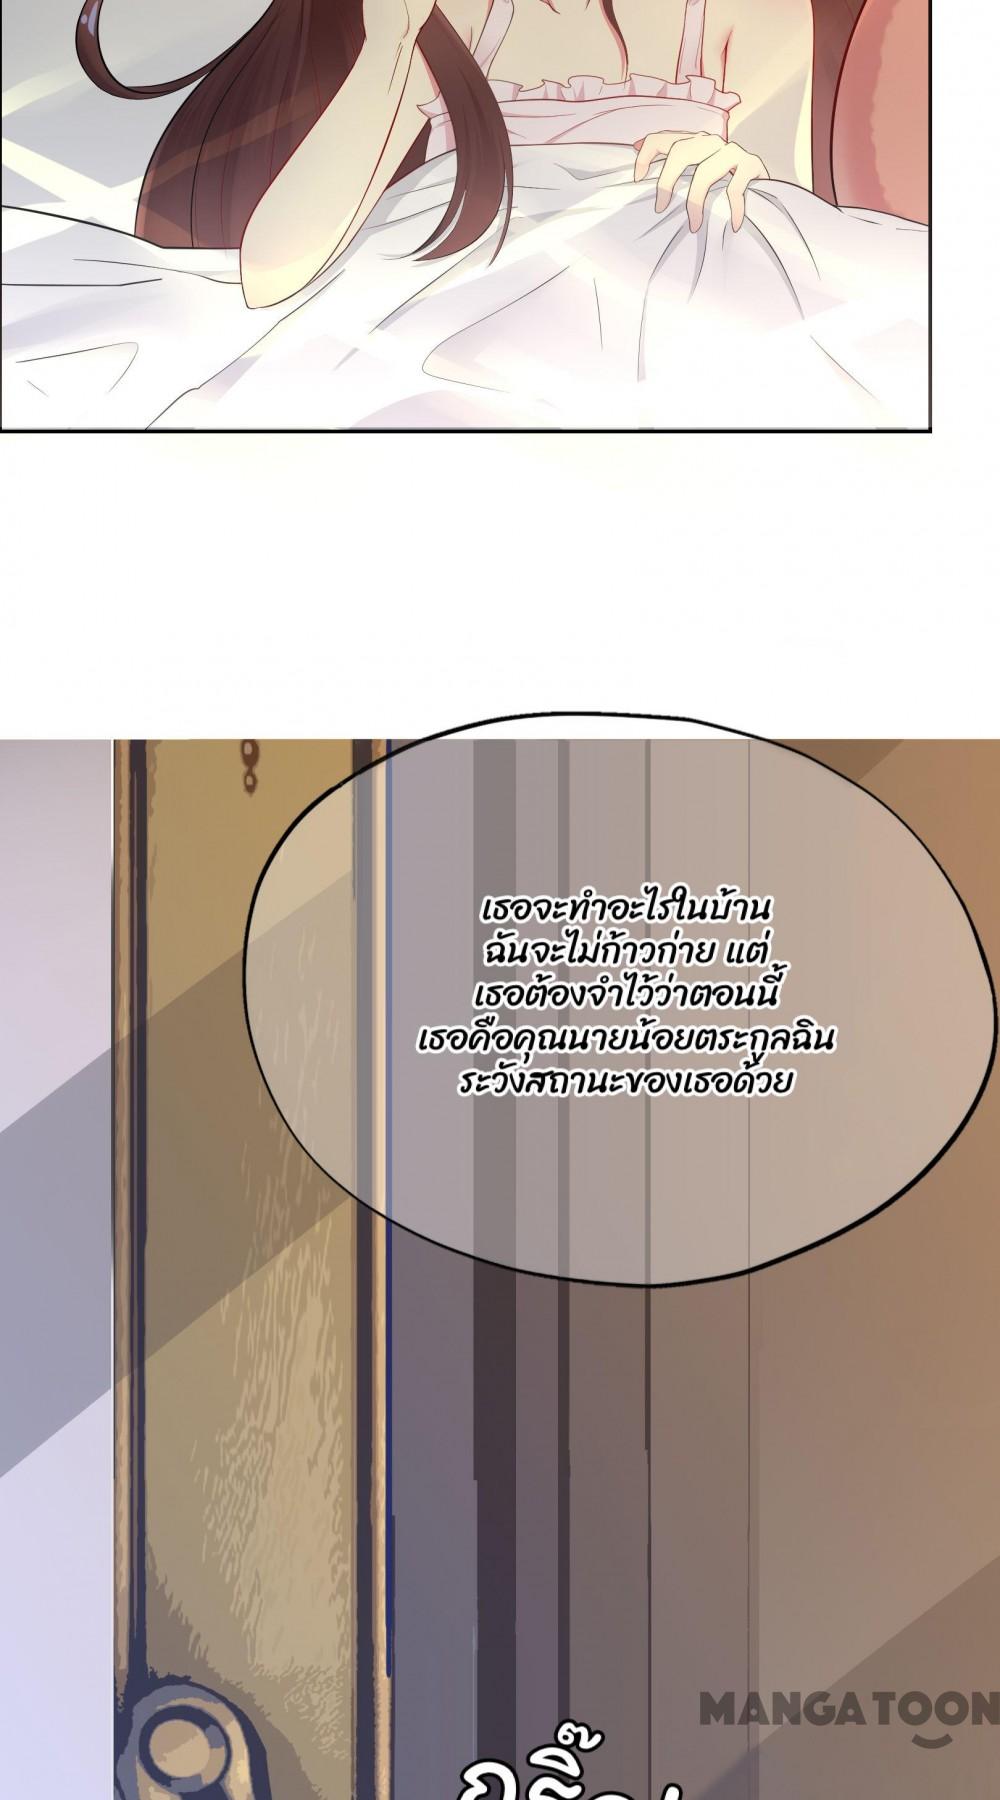 เธอจะทำอะไรในบ้าน
ฉันจะไม่ก้าวก่าย แต่
เธอต้องจำไว้ว่าตอนนี้
เธอคือคุณนายน้อยตระกูลฉิน
ระวังสถานะของเธอด้วย
MANGATOON